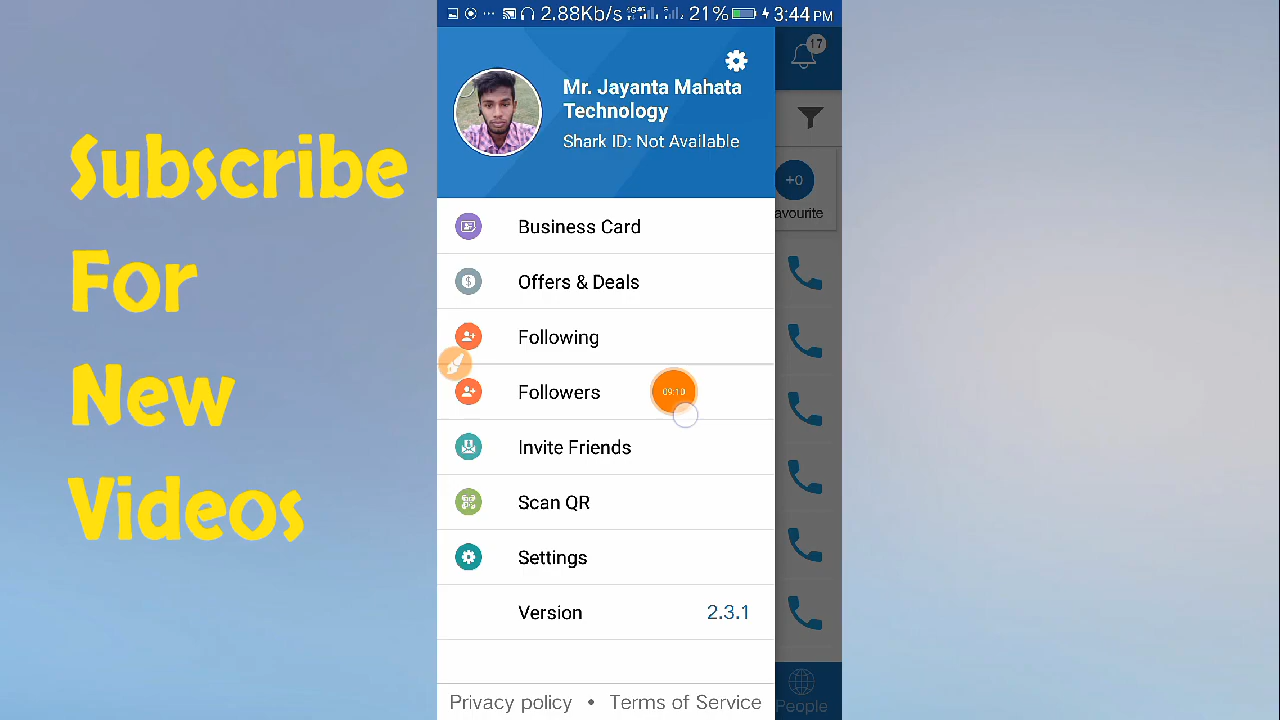 Subscribe
For
New
Videos
2.88Kb/s 21% 3:44 PM
17
Mr. Jayanta Mahata
Technology
Shark ID: Not Available
+0
avourite
Business Card
Offers & Deals
Following
Followers
09:10
Invite Friends
Scan QR
Settings
Version 2.3.1
Privacy policy • Terms of Service
People